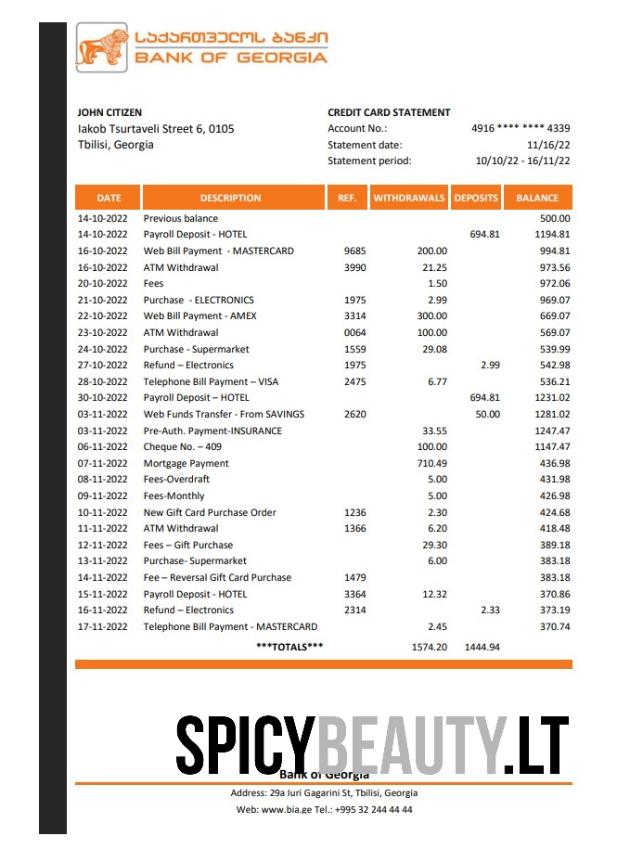 ᲡᲐᲥᲐᲠᲗᲕᲔᲚᲝᲡ ᲑᲐᲜᲙᲘ
BANK OF GEORGIA
JOHN CITIZEN
Iakob Tsurtaveli Street 6, 0105
Tbilisi, Georgia
CREDIT CARD STATEMENT
Account No.: 4916 **** **** 4339
Statement date: 11/16/22
Statement period: 10/10/22 - 16/11/22
DATE DESCRIPTION REF. WITHDRAWALS DEPOSITS BALANCE
14-10-2022 Previous balance 500.00
14-10-2022 Payroll Deposit - HOTEL 694.81 1194.81
16-10-2022 Web Bill Payment - MASTERCARD 9685 200.00 994.81
16-10-2022 ATM Withdrawal 3990 21.25 973.56
20-10-2022 Fees 1.50 972.06
21-10-2022 Purchase - ELECTRONICS 1975 2.99 969.07
22-10-2022 Web Bill Payment - AMEX 3314 300.00 669.07
23-10-2022 ATM Withdrawal 0064 100.00 569.07
24-10-2022 Purchase - Supermarket 1559 29.08 539.99
27-10-2022 Refund – Electronics 1975 2.99 542.98
28-10-2022 Telephone Bill Payment – VISA 2475 6.77 536.21
30-10-2022 Payroll Deposit – HOTEL 694.81 1231.02
03-11-2022 Web Funds Transfer - From SAVINGS 2620 50.00 1281.02
03-11-2022 Pre-Auth. Payment-INSURANCE 33.55 1247.47
06-11-2022 Cheque No. – 409 100.00 1147.47
07-11-2022 Mortgage Payment 710.49 436.98
08-11-2022 Fees-Overdraft 5.00 431.98
09-11-2022 Fees-Monthly 5.00 426.98
10-11-2022 New Gift Card Purchase Order 1236 2.30 424.68
11-11-2022 ATM Withdrawal 1366 6.20 418.48
12-11-2022 Fees – Gift Purchase 29.30 389.18
13-11-2022 Purchase- Supermarket 6.00 383.18
14-11-2022 Fee – Reversal Gift Card Purchase 1479 383.18
15-11-2022 Payroll Deposit - HOTEL 3364 12.32 370.86
16-11-2022 Refund – Electronics 2314 2.33 373.19
17-11-2022 Telephone Bill Payment - MASTERCARD 2.45 370.74
***TOTALS*** 1574.20 1444.94
SPICYBEAUTY.LT
Bank of Georgia
Address: 29a Iuri Gagarini St, Tbilisi, Georgia
Web: www.bia.ge Tel.: +995 32 244 44 44